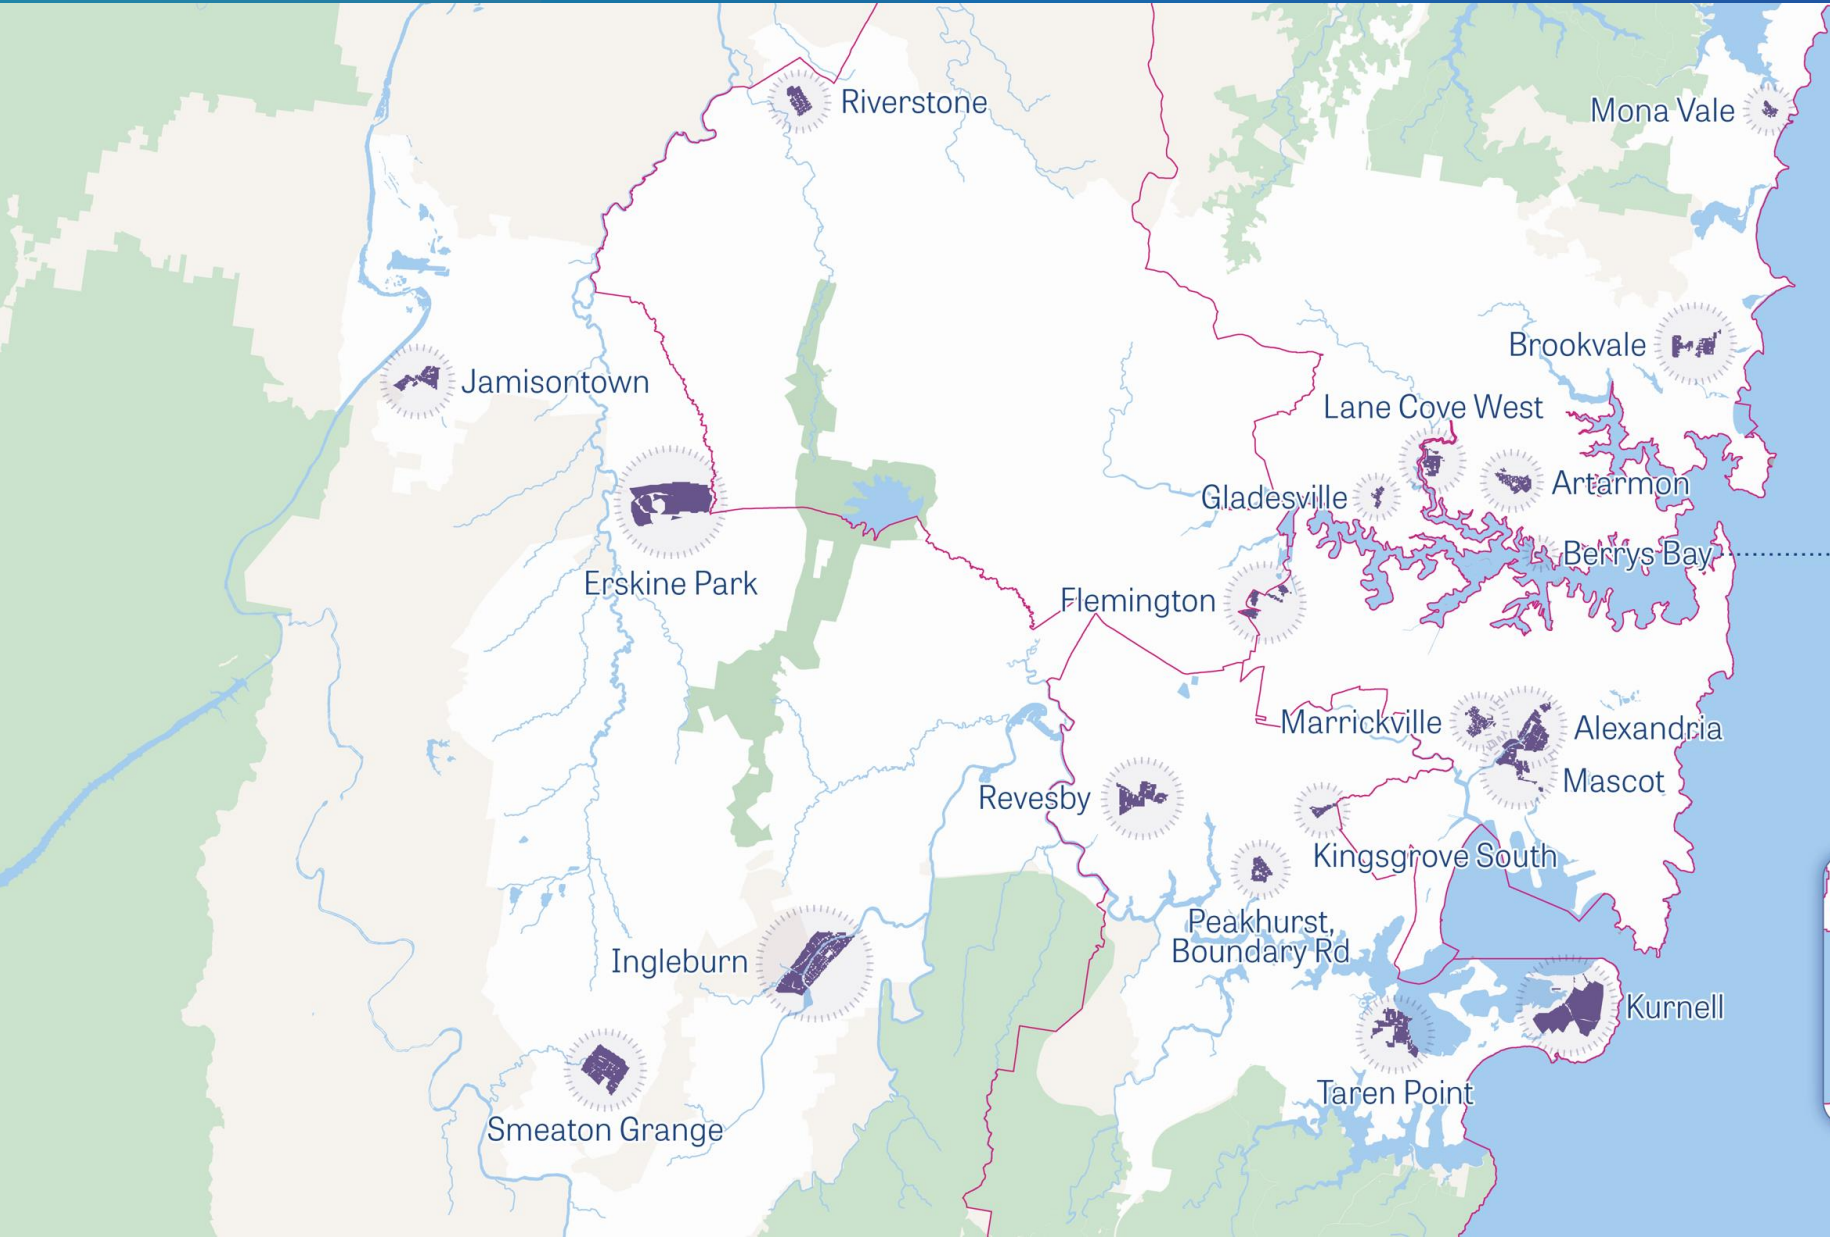 Riverstone
Mona Vale
Brookvale
Jamisontown
Lane Cove West
Artarmon
Gladesville
Berrys Bay
Erskine Park
Flemington
Marrickville
Alexandria
Mascot
Revesby
Kingsgrove South
Peakhurst,
Boundary Rd
Ingleburn
Kurnell
Taren Point
Smeaton Grange